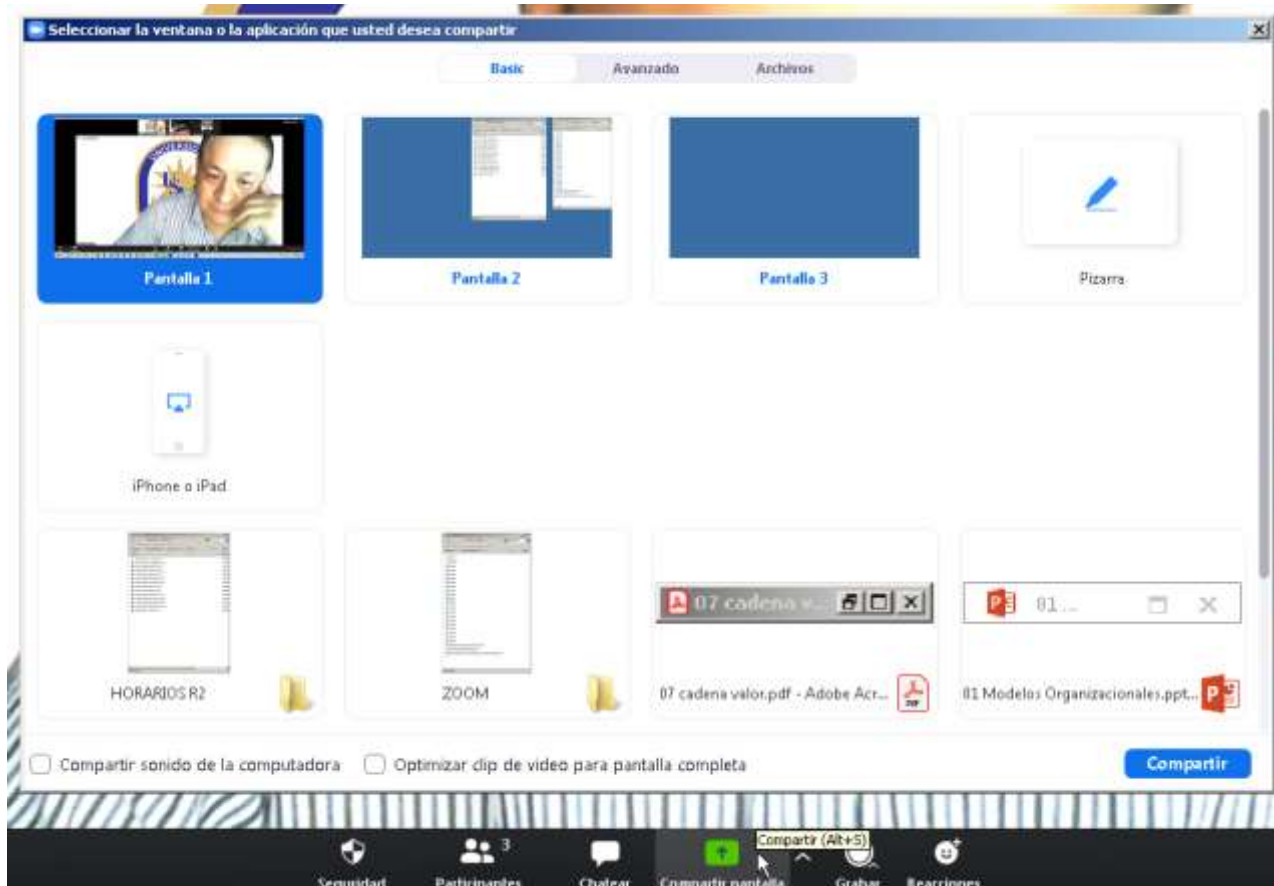 Seleccionar la ventana o la aplicación que usted desea compartir
Basic Avanzado Archivos
Pantalla 1 Pantalla 2 Pantalla 3 Pizarra
iPhone o iPad
07 cadena v... 01...
HORARIOS R2 ZOOM 07 cadena valor.pdf - Adobe Acr... 01 Modelos Organizacionales.ppt...
Compartir sonido de la computadora Optimizar clip de video para pantalla completa Compartir
Compartir (Alt+S)
3
Seguridad Participantes Chatear Compartir pantalla Grabar Reacciones